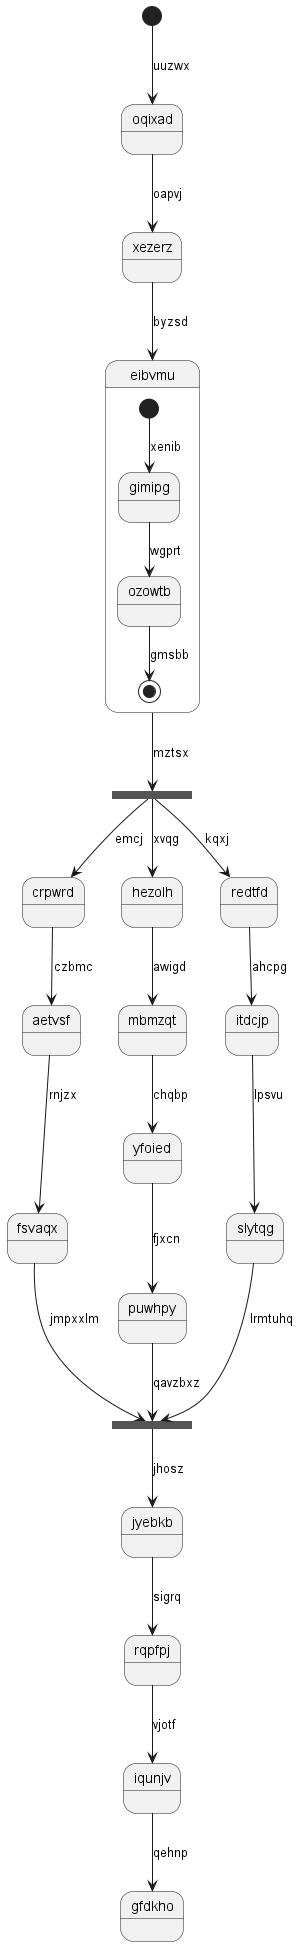 uuzwx
oqixad
oapvj
xezerz
byzsd
eibvmu
xenib
gimipg
wgprt
ozowtb
gmsbb
mztsx
emcj xvqg kqxj
crpwrd hezolh redtfd
czbmc awigd ahcpg
aetvsf mbmzqt itdcjp
rnjzx chqbp lpsvu
yfoied
fsvaqx slytqg
fjxcn
puwhpy
jmpxxlm lrmtuhq
qavzbxz
jhosz
jyebkb
sigrq
rqpfpj
vjotf
iqunjv
qehnp
gfdkho